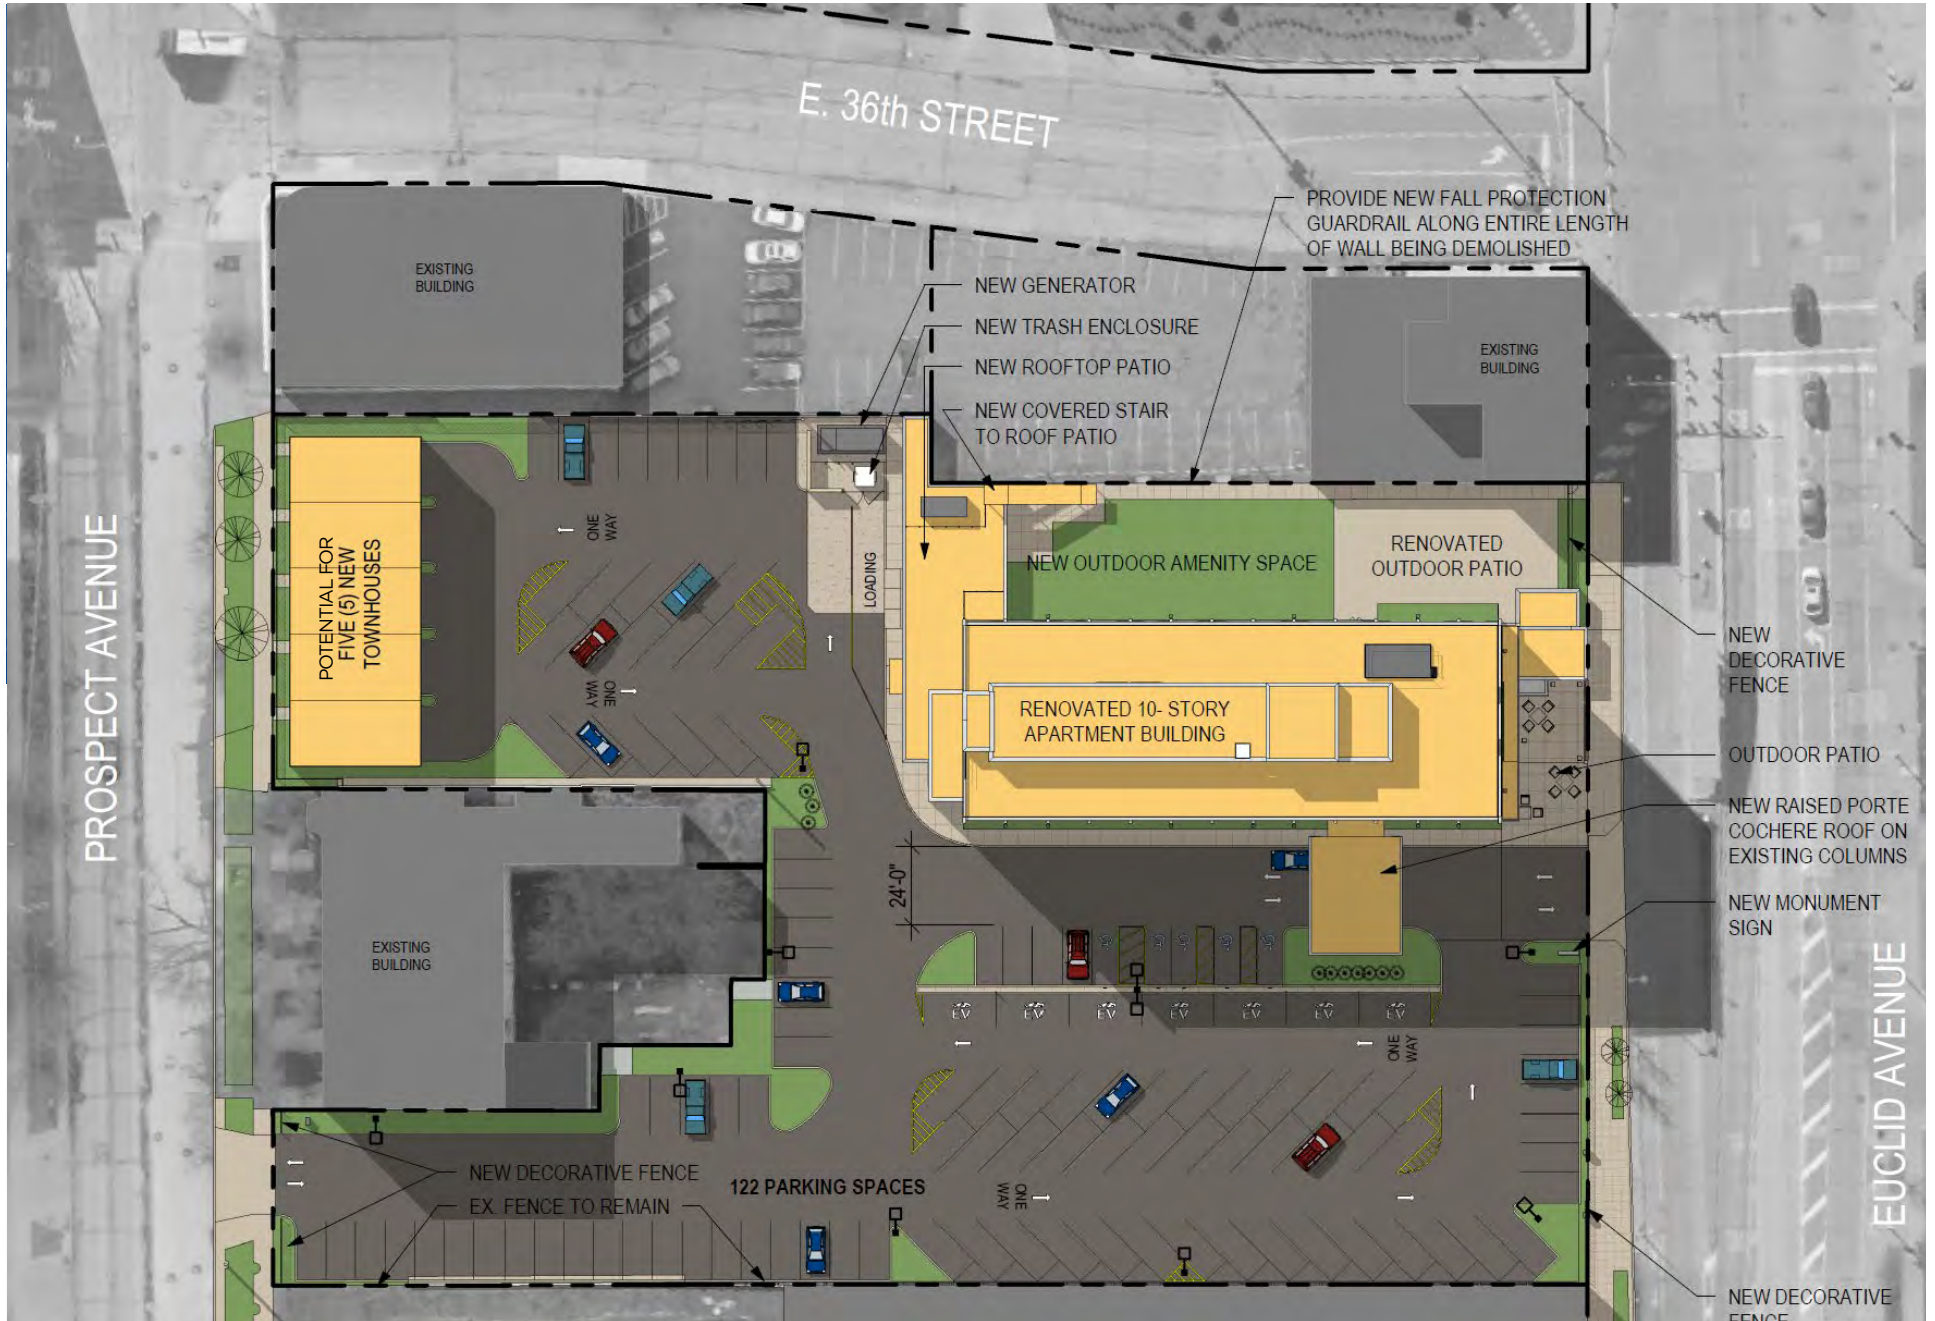 E. 36th STREET
PROVIDE NEW FALL PROTECTION
GUARDRAIL ALONG ENTIRE LENGTH
OF WALL BEING DEMOLISHED
EXISTING
BUILDING
NEW GENERATOR
NEW TRASH ENCLOSURE
NEW ROOFTOP PATIO
NEW COVERED STAIR
TO ROOF PATIO
EXISTING
BUILDING
PROSPECT AVENUE
POTENTIAL FOR
FIVE (5) NEW
TOWNHOUSES
ONE
WAY
LOADING
NEW OUTDOOR AMENITY SPACE
RENOVATED
OUTDOOR PATIO
NEW
DECORATIVE
FENCE
ONE
WAY
RENOVATED 10- STORY
APARTMENT BUILDING
OUTDOOR PATIO
NEW RAISED PORTE
COCHERE ROOF ON
EXISTING COLUMNS
24'-0"
NEW MONUMENT
SIGN
EXISTING
BUILDING
EV
EV
EV
EV
EV
EV
EV
ONE
WAY
EUCLID AVENUE
NEW DECORATIVE FENCE
122 PARKING SPACES
EX. FENCE TO REMAIN
ONE
WAY
NEW DECORATIVE
FENCE